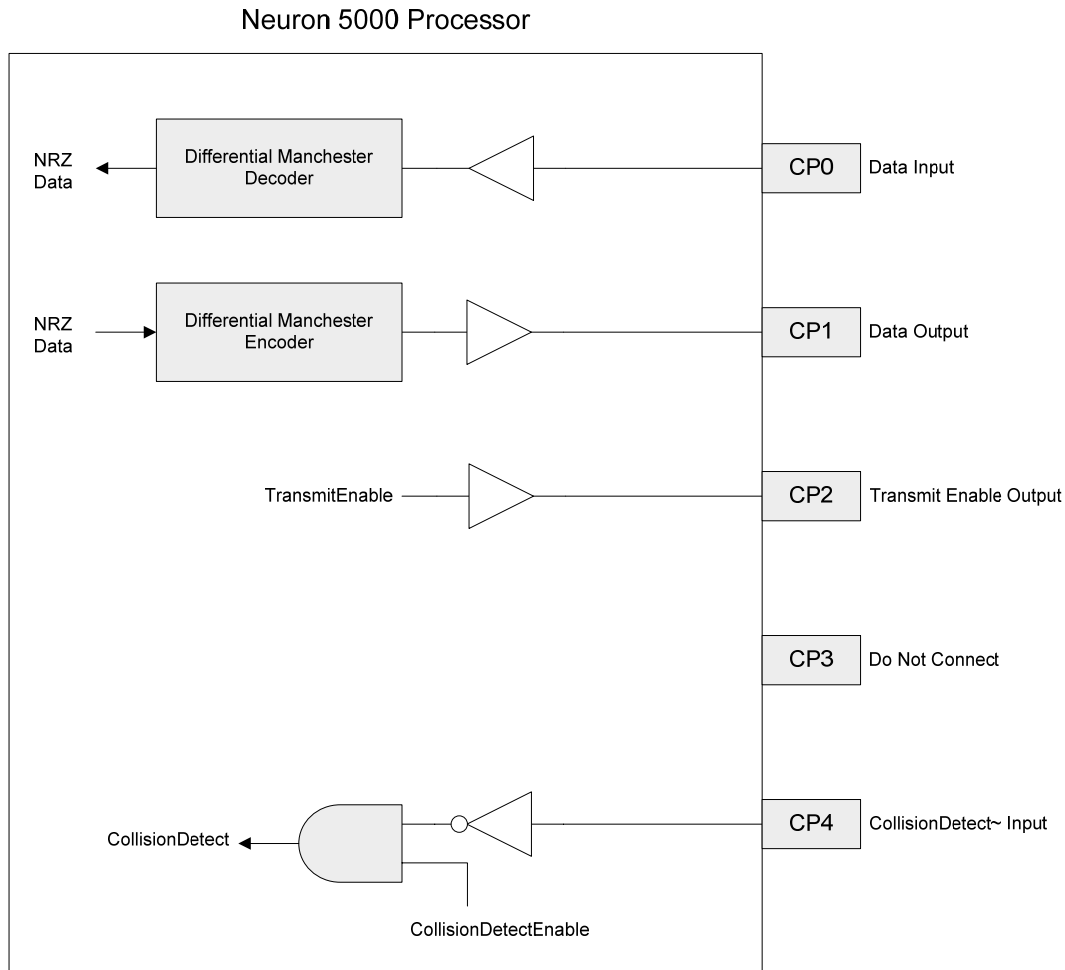 Neuron 5000 Processor
NRZ
Data
Differential Manchester
Decoder
CP0
Data Input
NRZ
Data
Differential Manchester
Encoder
CP1
Data Output
TransmitEnable
CP2
Transmit Enable Output
CP3
Do Not Connect
CollisionDetect
CP4
CollisionDetect~ Input
CollisionDetectEnable